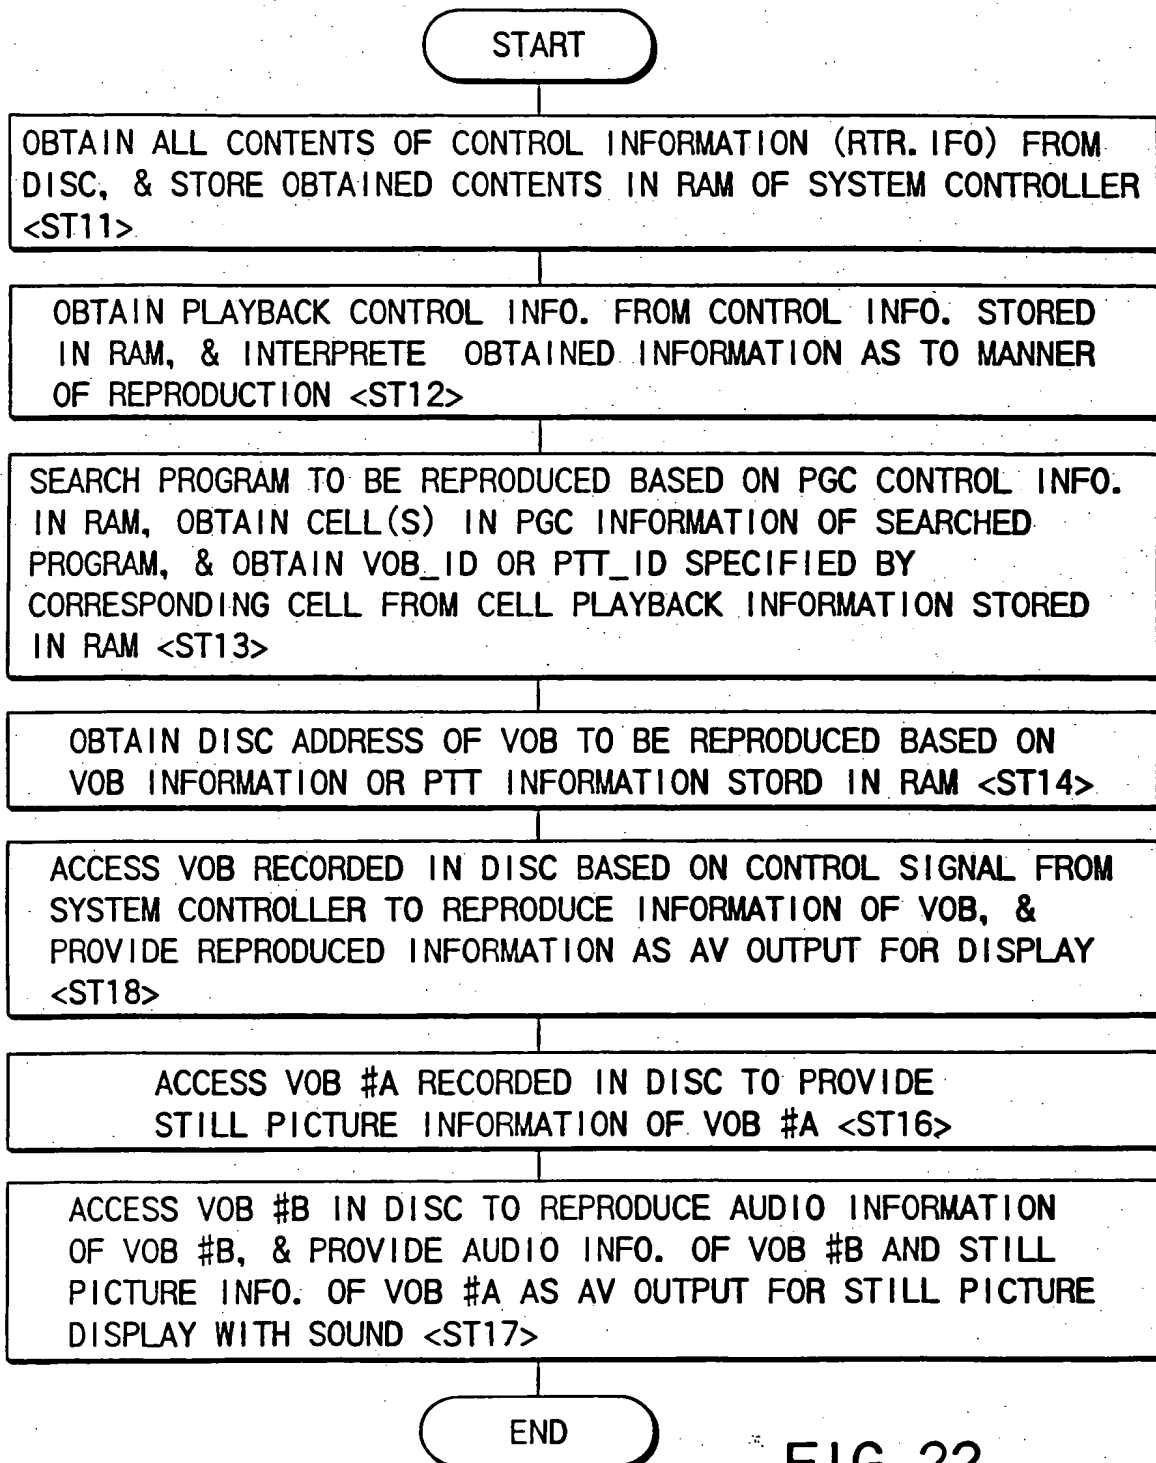 START
OBTAIN ALL CONTENTS OF CONTROL INFORMATION (RTR.IFO) FROM
DISC, & STORE OBTAINED CONTENTS IN RAM OF SYSTEM CONTROLLER
<ST11>
OBTAIN PLAYBACK CONTROL INFO. FROM CONTROL INFO. STORED
IN RAM, & INTERPRETE OBTAINED INFORMATION AS TO MANNER
OF REPRODUCTION <ST12>
SEARCH PROGRAM TO BE REPRODUCED BASED ON PGC CONTROL INFO.
IN RAM, OBTAIN CELL(S) IN PGC INFORMATION OF SEARCHED
PROGRAM, & OBTAIN VOB_ID OR PTT_ID SPECIFIED BY
CORRESPONDING CELL FROM CELL PLAYBACK INFORMATION STORED
IN RAM <ST13>
OBTAIN DISC ADDRESS OF VOB TO BE REPRODUCED BASED ON
VOB INFORMATION OR PTT INFORMATION STORD IN RAM <ST14>
ACCESS VOB RECORDED IN DISC BASED ON CONTROL SIGNAL FROM
SYSTEM CONTROLLER TO REPRODUCE INFORMATION OF VOB, &
PROVIDE REPRODUCED INFORMATION AS AV OUTPUT FOR DISPLAY
<ST18>
ACCESS VOB #A RECORDED IN DISC TO PROVIDE
STILL PICTURE INFORMATION OF VOB #A <ST16>
ACCESS VOB #B IN DISC TO REPRODUCE AUDIO INFORMATION
OF VOB #B, & PROVIDE AUDIO INFO. OF VOB #B AND STILL
PICTURE INFO. OF VOB #A AS AV OUTPUT FOR STILL PICTURE
DISPLAY WITH SOUND <ST17>
END
FIG. 22